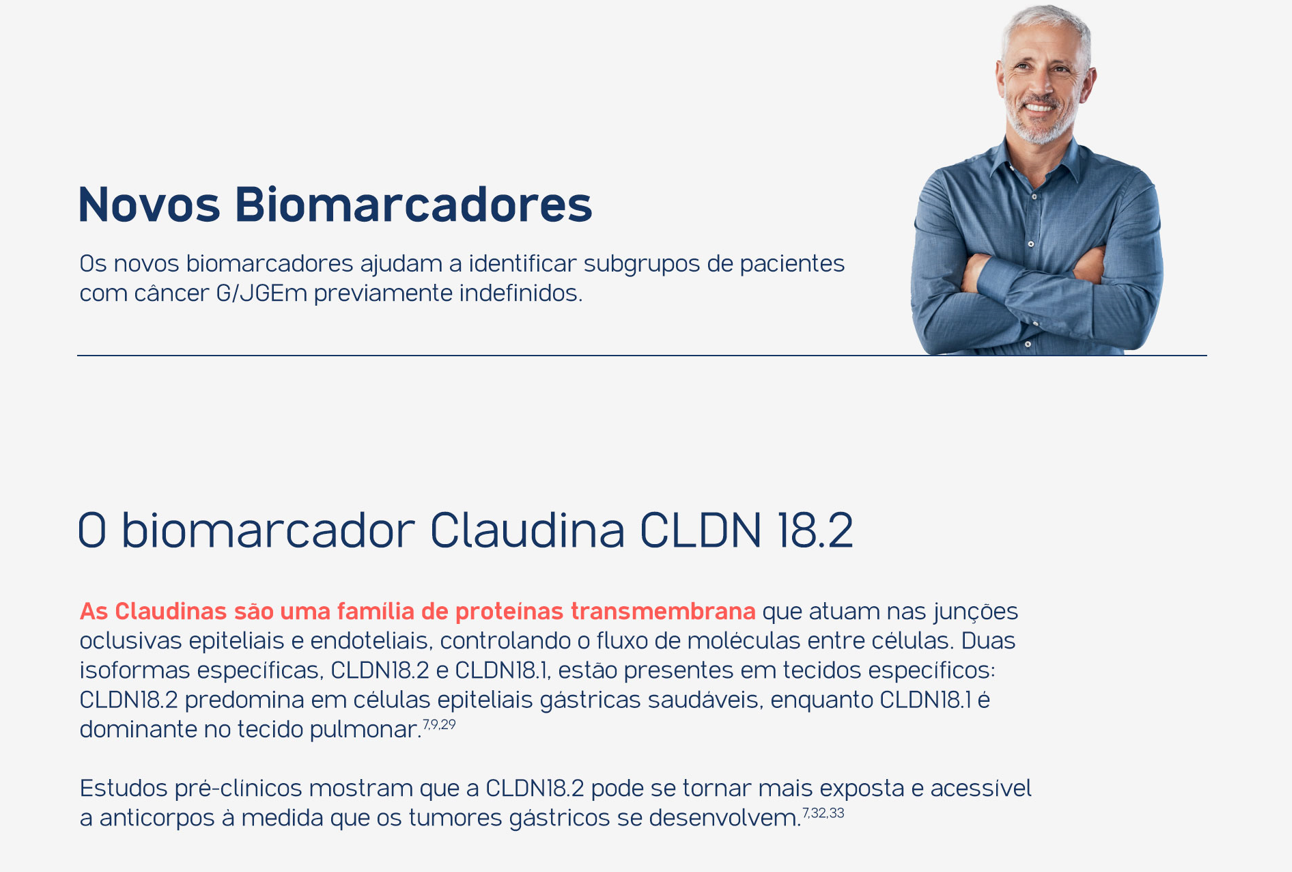 Novos Biomarcadores
Os novos biomarcadores ajudam a identificar subgrupos de pacientes
com câncer G/JGEm previamente indefinidos.
O biomarcador Claudina CLDN 18.2
As Claudinas são uma família de proteínas transmembrana que atuam nas junções
oclusivas epiteliais e endoteliais, controlando o fluxo de moléculas entre células. Duas
isoformas específicas, CLDN18.2 e CLDN18.1, estão presentes em tecidos específicos:
CLDN18.2 predomina em células epiteliais gástricas saudáveis, enquanto CLDN18.1 é
dominante no tecido pulmonar.7,9,29
Estudos pré-clínicos mostram que a CLDN18.2 pode se tornar mais exposta e acessível
a anticorpos à medida que os tumores gástricos se desenvolvem.7,32,33